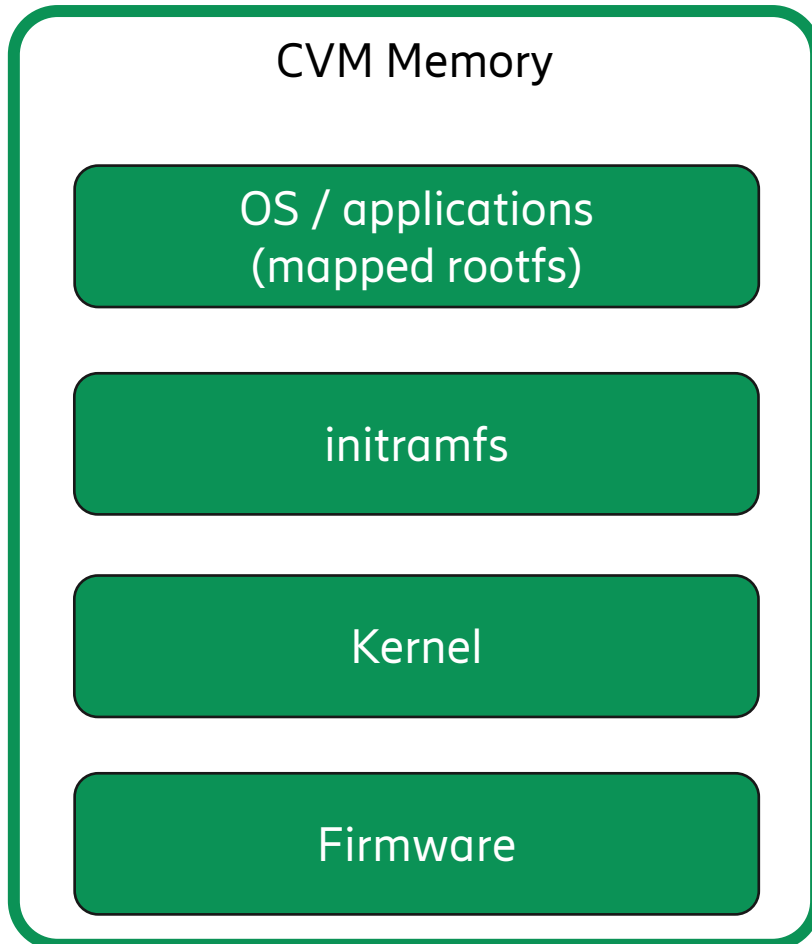 CVM Memory
OS / applications
(mapped rootfs)
initramfs
Kernel
Firmware